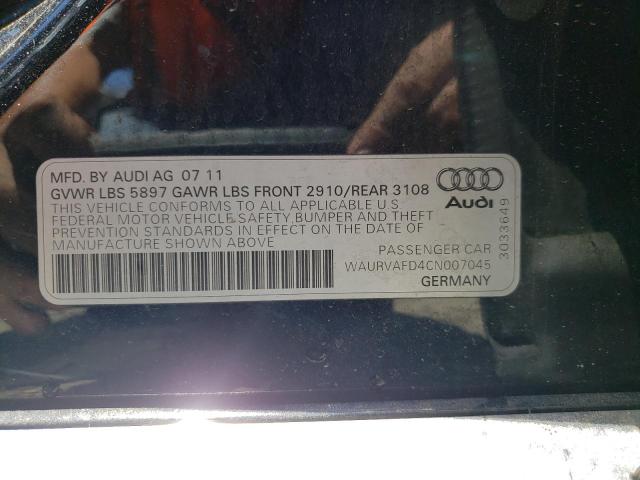 MFD. BY AUDI AG 07 11
GVWR LBS 5897 GAWR LBS FRONT 2910/REAR 3108
THIS VEHICLE CONFORMS TO ALL APPLICABLE U.S.
FEDERAL MOTOR VEHICLE SAFETY, BUMPER AND THEFT
PREVENTION STANDARDS IN EFFECT ON THE DATE OF
MANUFACTURE SHOWN ABOVE
PASSENGER CAR
WAURVAFD4CN007045
GERMANY
Audi
3033649